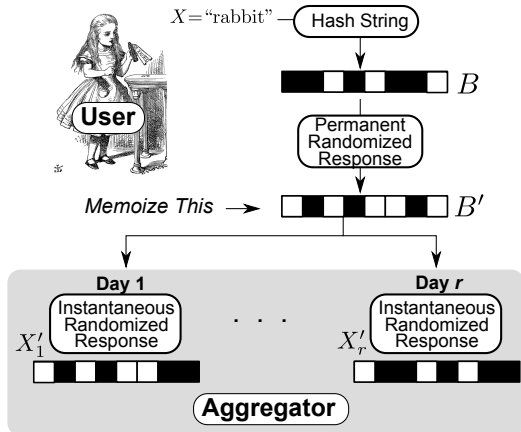 X = "rabbit"
Hash String
B
User
Permanent
Randomized
Response
Memoize This
B′
Day 1
Instantaneous
Randomized
Response
X′₁
. . .
Day r
Instantaneous
Randomized
Response
X′ᵣ
Aggregator